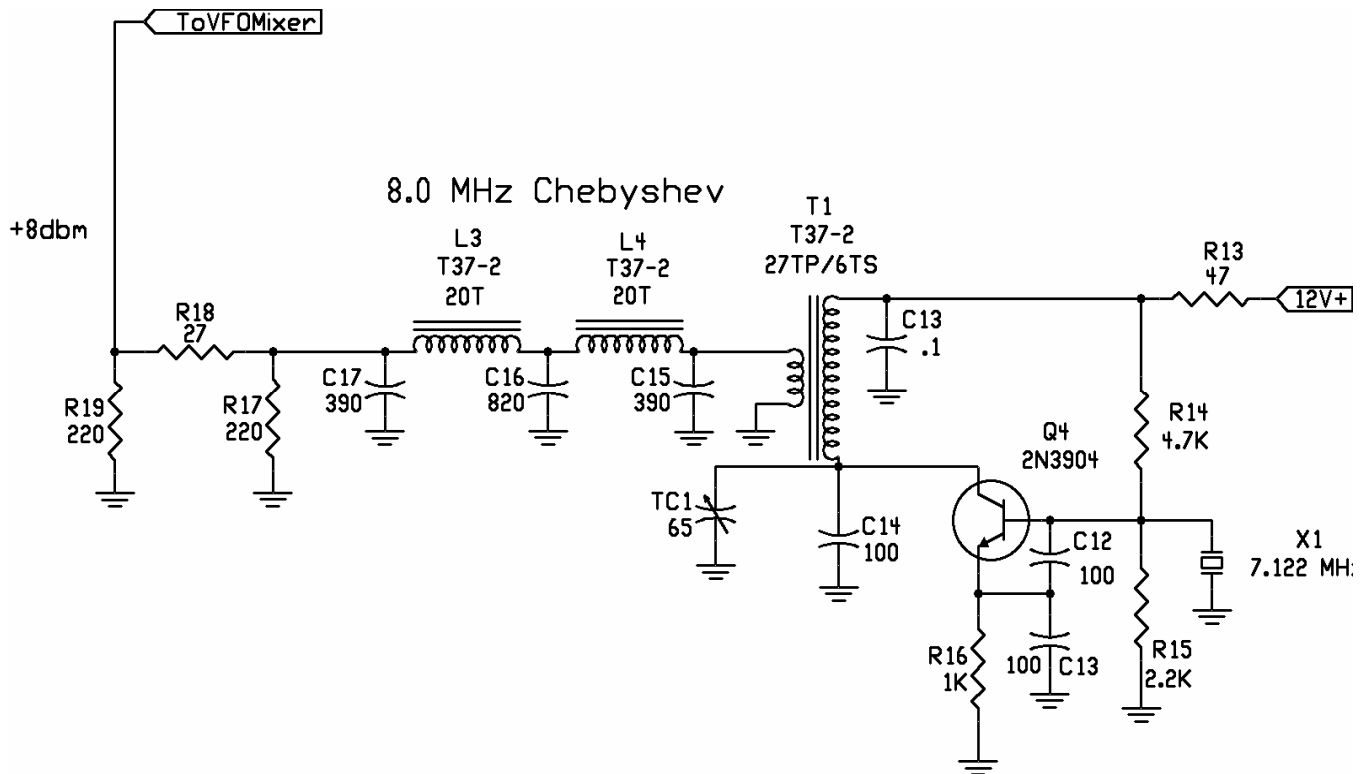 ToVFOMixer
8.0 MHz Chebyshev
+8dbm
L3
T37-2
20T
L4
T37-2
20T
T1
T37-2
27TP/6TS
R13
47
12V+
R18
27
C13
.1
R19
220
R17
220
C17
390
C16
820
C15
390
R14
4.7K
Q4
2N3904
TC1
65
C14
100
C12
100
X1
7.122 MHz
R16
1K
100 C13
R15
2.2K